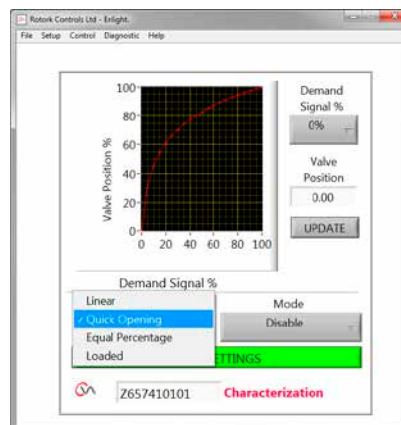 Rotork Controls Ltd - Enlight.
File Setup Control Diagnostic Help
100
80
60
40
20
0
Valve Position %
0 20 40 60 80 100
Demand Signal %
Demand
Signal %
0%
Valve
Position
0.00
UPDATE
Linear
✓ Quick Opening
Equal Percentage
Loaded
Mode
Disable
ETTINGS
Z657410101
Characterization